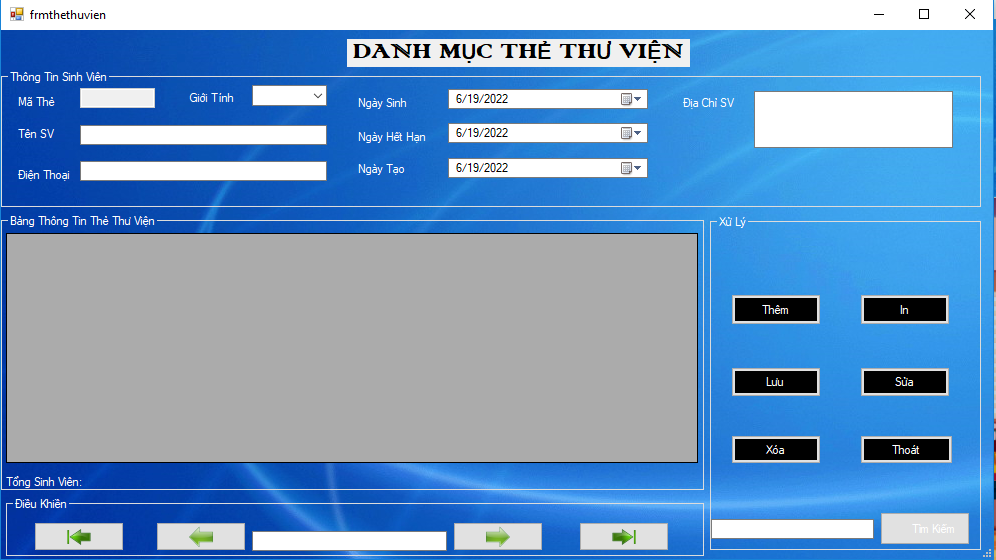 frmthethuvien
DANH MỤC THẺ THƯ VIỆN
Thông Tin Sinh Viên
Mã Thẻ
Giới Tính
Ngày Sinh
6/19/2022
Địa Chỉ SV
Tên SV
Ngày Hết Hạn
6/19/2022
Điện Thoại
Ngày Tạo
6/19/2022
Bảng Thông Tin Thẻ Thư Viện
Xữ Lý
Thêm
In
Lưu
Sửa
Xóa
Thoát
Tổng Sinh Viên:
Điều Khiền
Tìm Kiếm